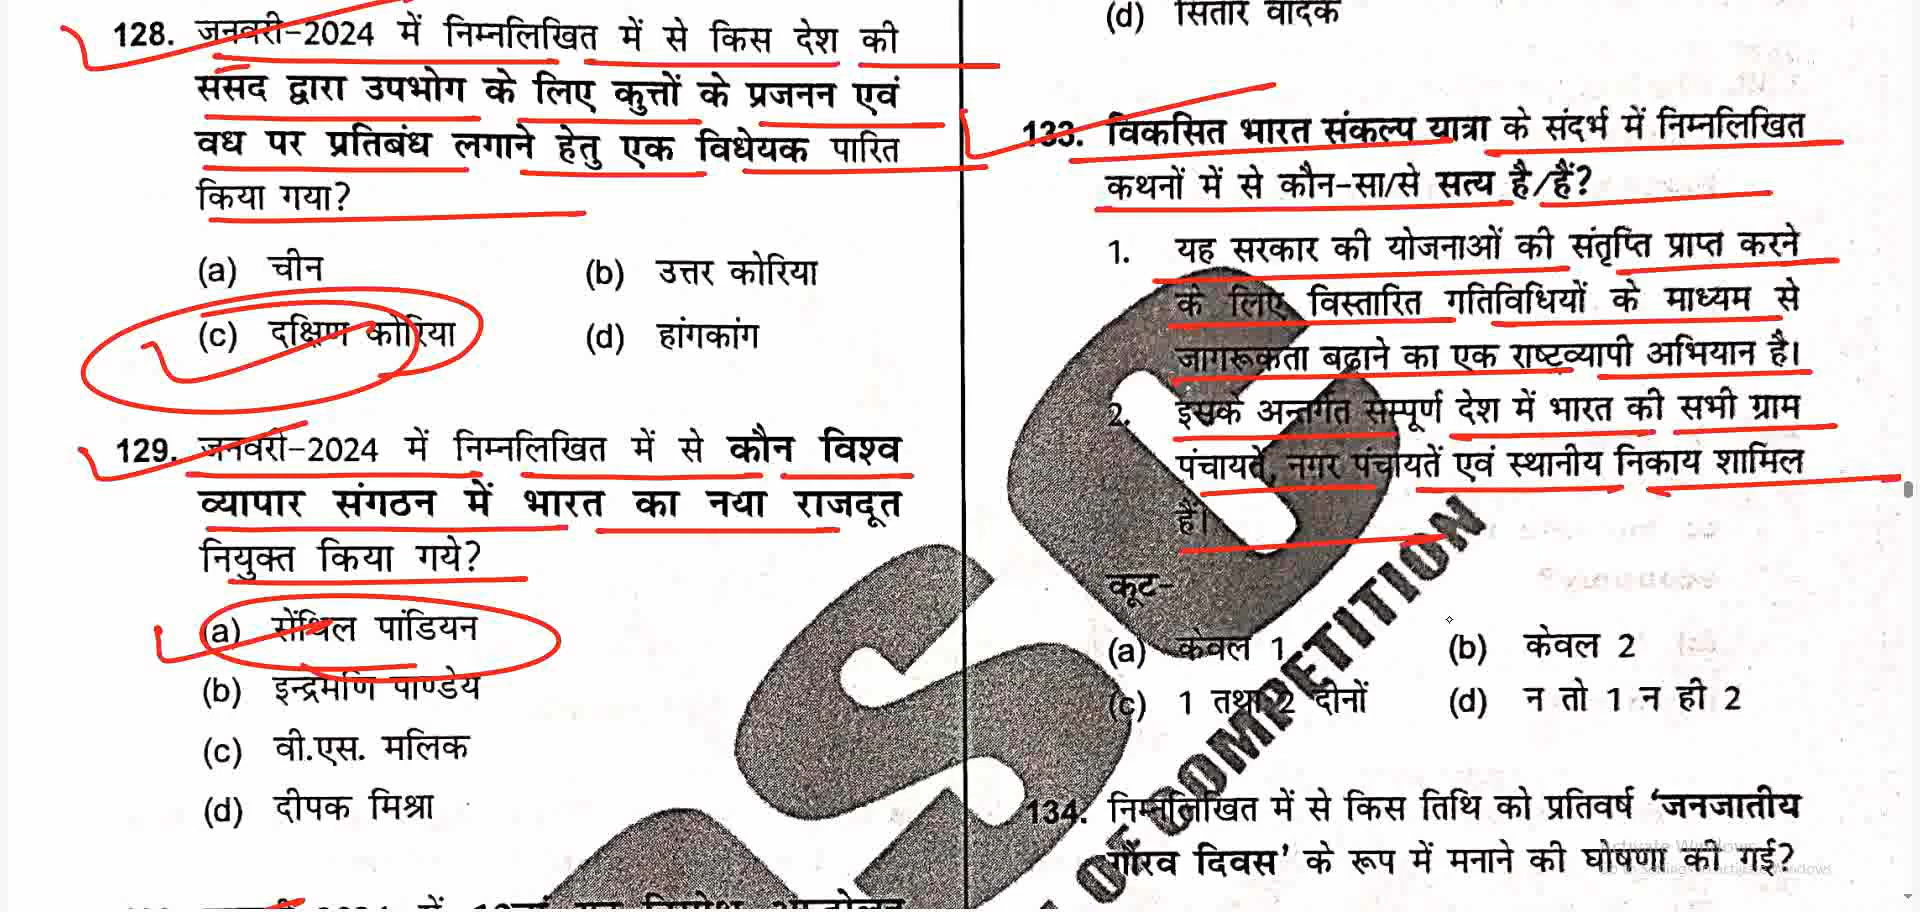 128. जनवरी-2024 में निम्नलिखित में से किस देश की
संसद द्वारा उपभोग के लिए कुत्तों के प्रजनन एवं
वध पर प्रतिबंध लगाने हेतु एक विधेयक पारित
किया गया?
(a) चीन (b) उत्तर कोरिया
(c) दक्षिण कोरिया (d) हांगकांग
129. जनवरी-2024 में निम्नलिखित में से कौन विश्व
व्यापार संगठन में भारत का नया राजदूत
नियुक्त किया गये?
(a) सेंथिल पांडियन
(b) इन्द्रमणि पाण्डेय
(c) वी.एस. मलिक
(d) दीपक मिश्रा
(d) सितार वादक
133. विकसित भारत संकल्प यात्रा के संदर्भ में निम्नलिखित
कथनों में से कौन-सा/से सत्य है/हैं?
1. यह सरकार की योजनाओं की संतृप्ति प्राप्त करने
के लिए विस्तारित गतिविधियों के माध्यम से
जागरूकता बढ़ाने का एक राष्टव्यापी अभियान है।
2. इसके अन्तर्गत सम्पूर्ण देश में भारत की सभी ग्राम
पंचायतें, नगर पंचायतें एवं स्थानीय निकाय शामिल
हैं।
कूट-
(a) केवल 1 (b) केवल 2
(c) 1 तथा 2 दोनों (d) न तो 1 न ही 2
134. निम्नलिखित में से किस तिथि को प्रतिवर्ष 'जनजातीय
गौरव दिवस' के रूप में मनाने की घोषणा की गई?
OF COMPETITION
Activate Windows